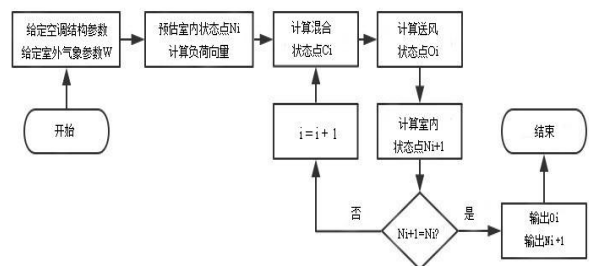 给定空调结构参数
给定室外气象参数W
预估室内状态点Ni
计算负荷向量
计算混合
状态点Ci
计算送风
状态点Oi
开始
i=i+1
计算室内
状态点Ni+1
结束
否
Ni+1=Ni?
是
输出Oi
输出Ni+1